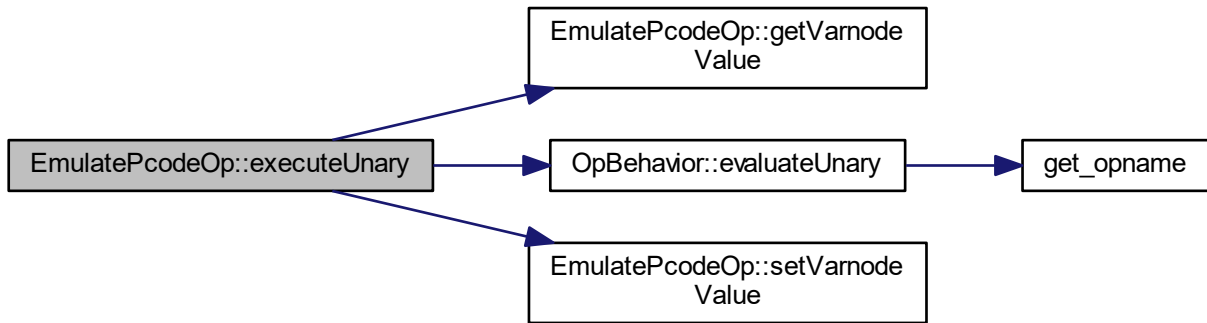 EmulatePcodeOp::getVarnode
Value
EmulatePcodeOp::executeUnary
OpBehavior::evaluateUnary
get_opname
EmulatePcodeOp::setVarnode
Value